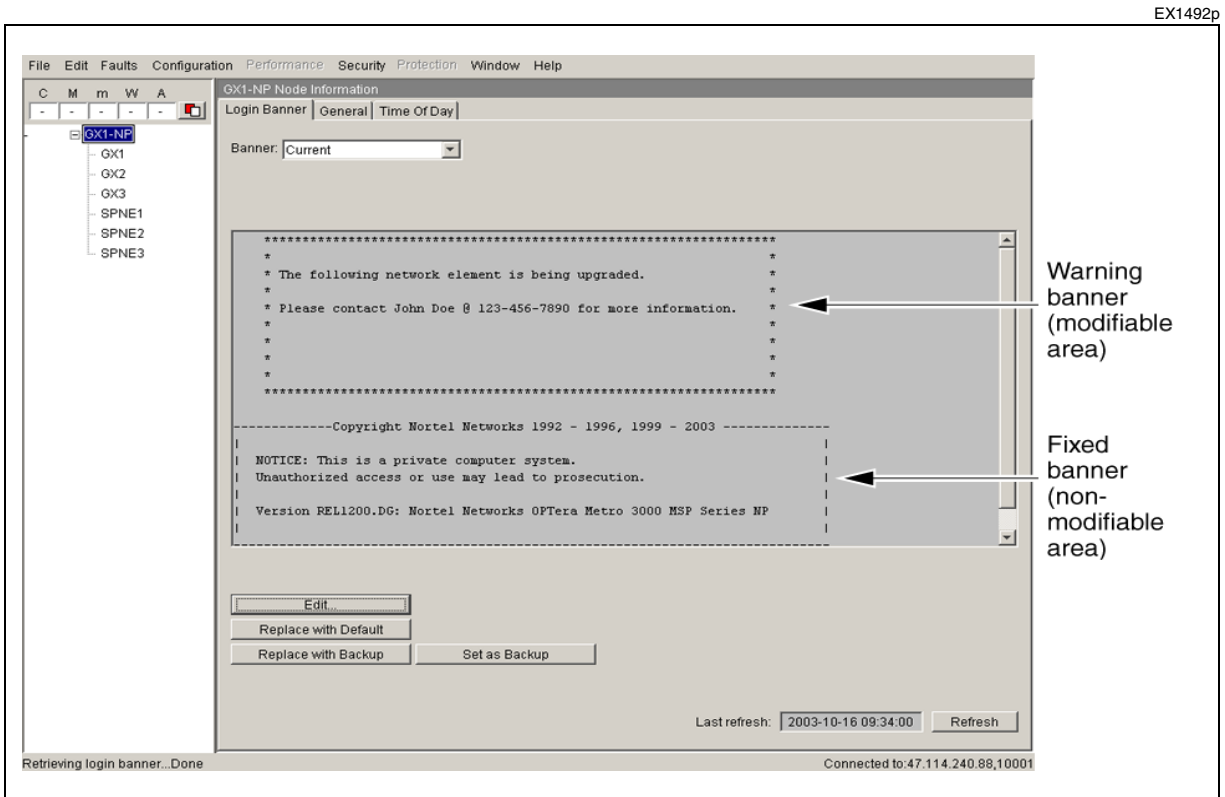 EX1492p
File Edit Faults Configuration Performance Security Protection Window Help
C M m W A
- - - - -
GX1-NP Node Information
Login Banner General Time Of Day
GX1-NP
GX1
GX2
GX3
SPNE1
SPNE2
SPNE3
Banner: Current
********************************************************************
* *
* The following network element is being upgraded. *
* *
* Please contact John Doe @ 123-456-7890 for more information. *
* *
* *
* *
* *
********************************************************************
-------------Copyright Nortel Networks 1992 - 1996, 1999 - 2003 --------------
| |
| NOTICE: This is a private computer system. |
| Unauthorized access or use may lead to prosecution. |
| |
| Version REL1200.DG: Nortel Networks OPTera Metro 3000 MSP Series NP |
| |
------------------------------------------------------------------------------
Warning
banner
(modifiable
area)
Fixed
banner
(non-
modifiable
area)
Edit...
Replace with Default
Replace with Backup Set as Backup
Last refresh: 2003-10-16 09:34:00 Refresh
Retrieving login banner...Done Connected to:47.114.240.88,10001